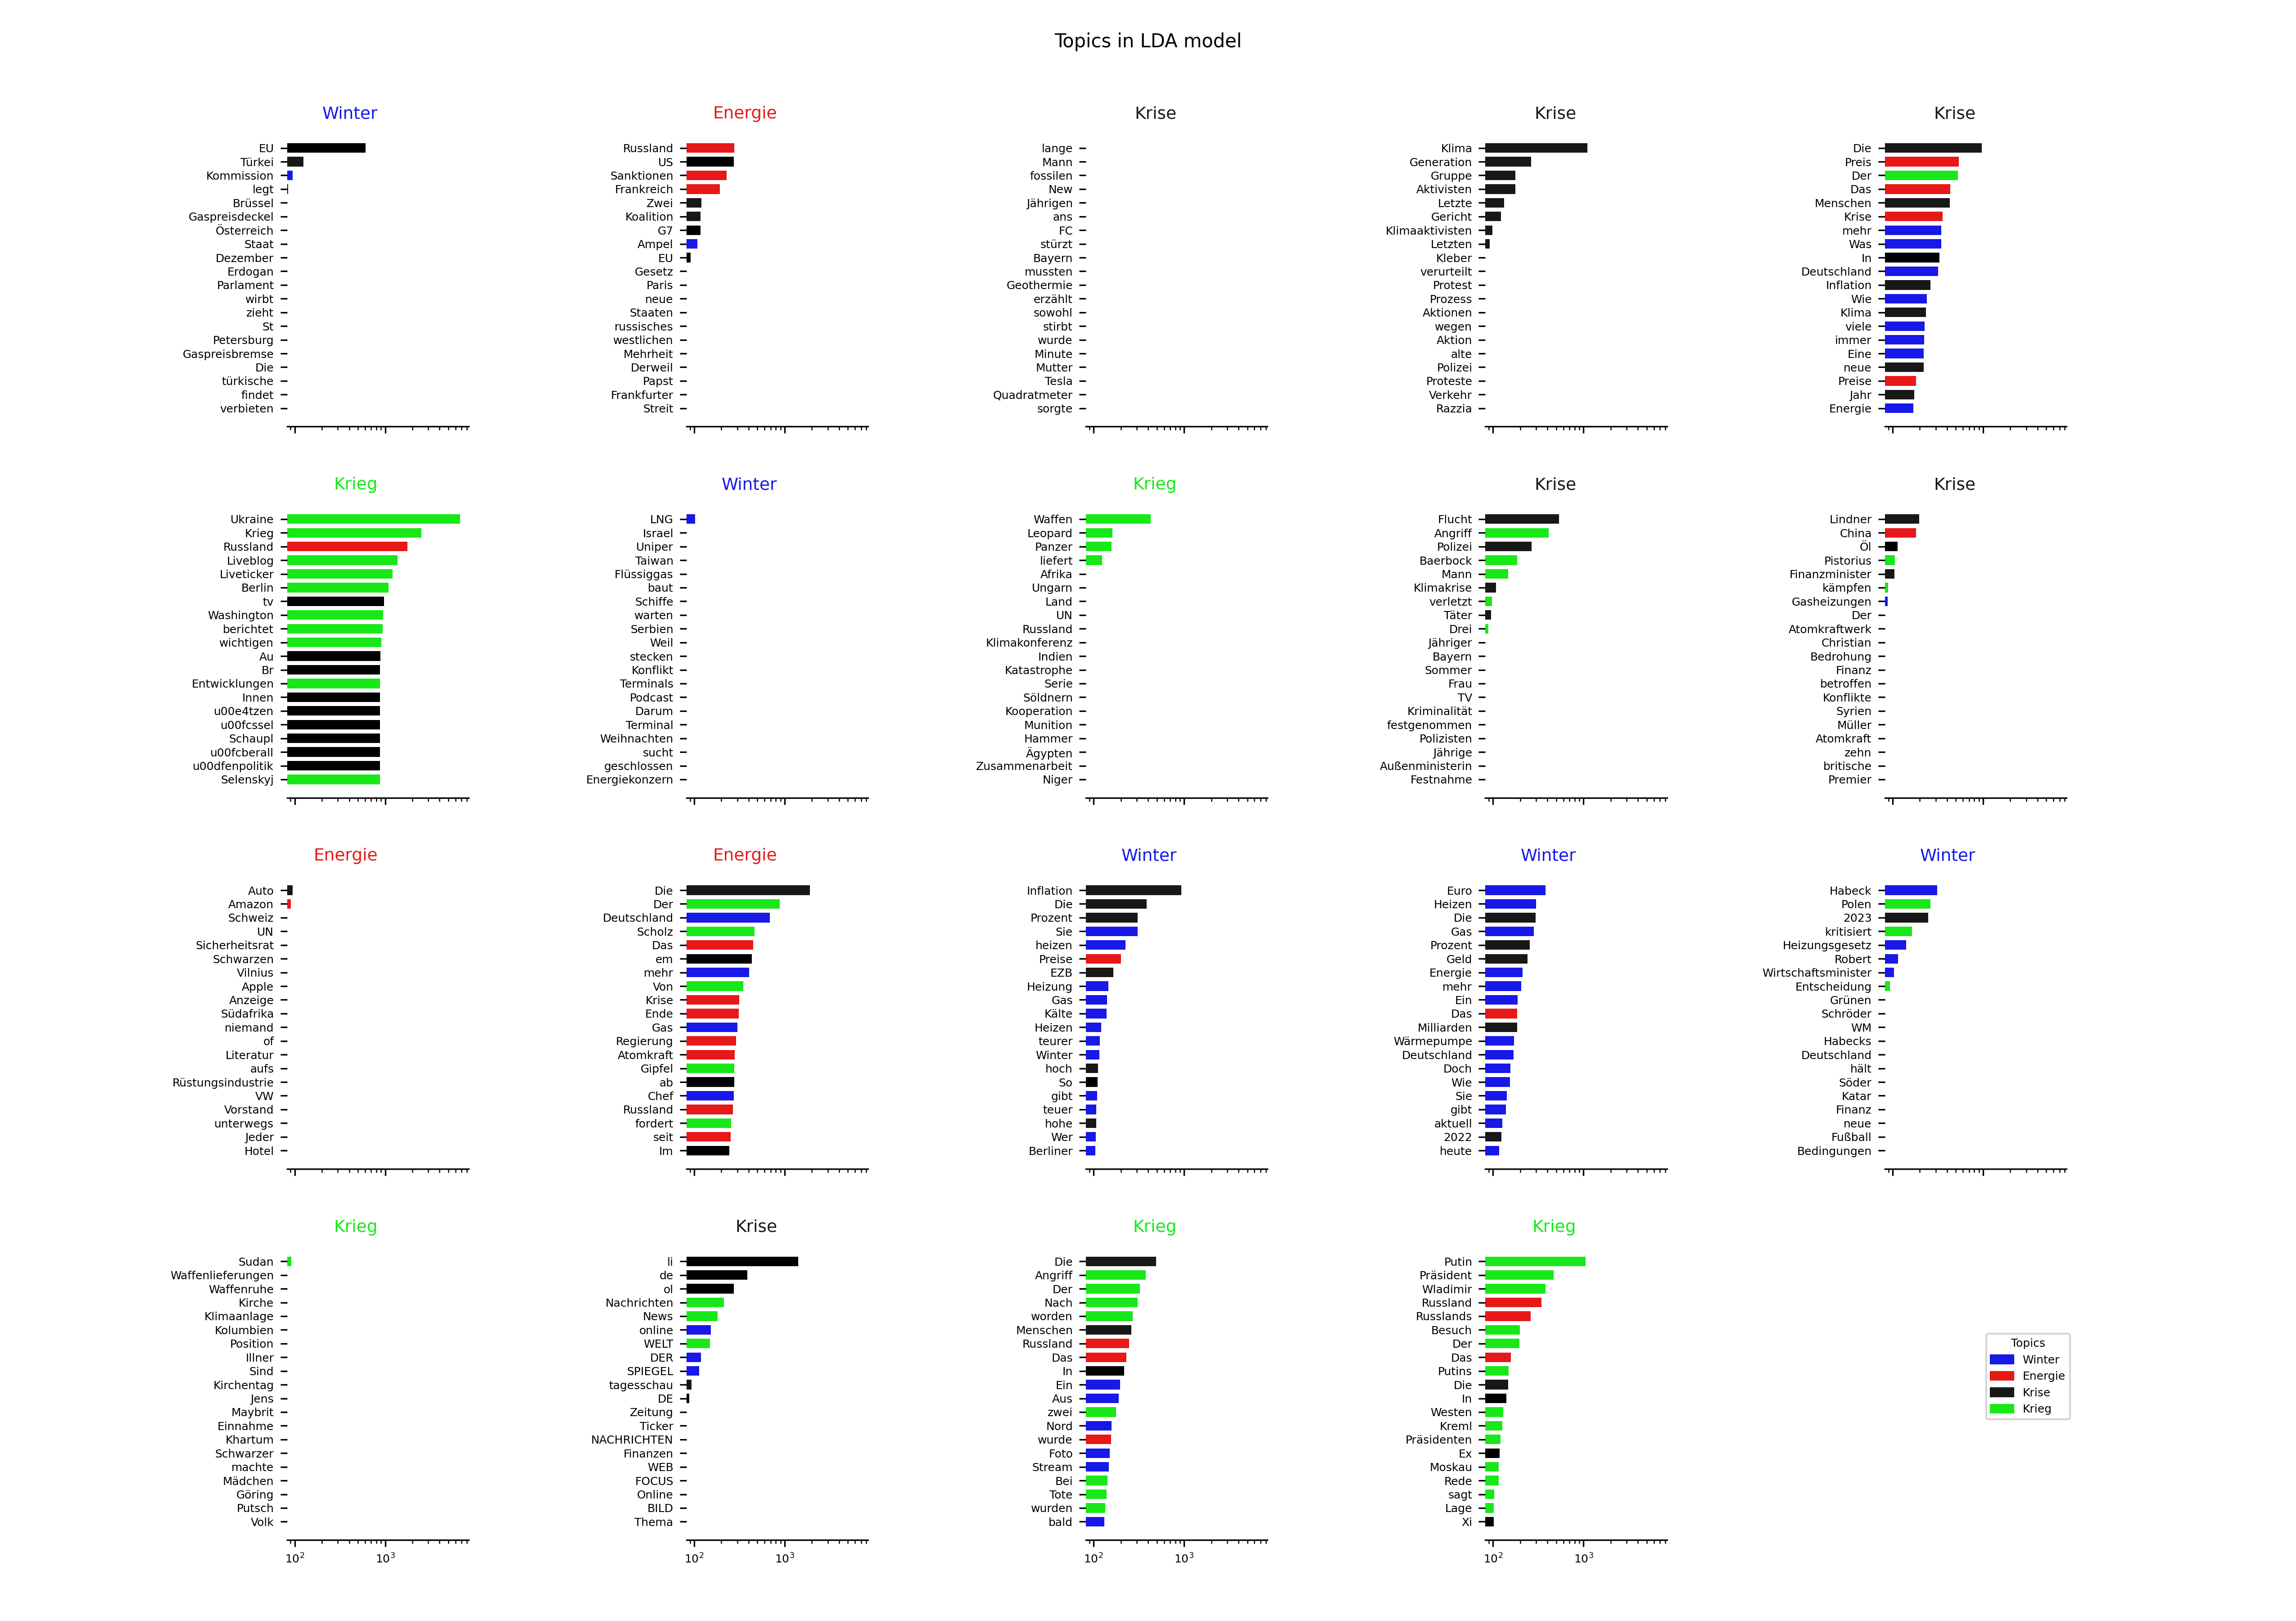 Topics in LDA model
Winter
EU
Türkei
Kommission
legt
Brüssel
Gaspreisdeckel
Österreich
Staat
Dezember
Erdogan
Parlament
wirbt
zieht
St
Petersburg
Gaspreisbremse
Die
türkische
findet
verbieten
Energie
Russland
US
Sanktionen
Frankreich
Zwei
Koalition
G7
Ampel
EU
Gesetz
Paris
neue
Staaten
russisches
westlichen
Mehrheit
Derweil
Papst
Frankfurter
Streit
Krise
lange
Mann
fossilen
New
Jährigen
ans
FC
stürzt
Bayern
mussten
Geothermie
erzählt
sowohl
stirbt
wurde
Minute
Mutter
Tesla
Quadratmeter
sorgte
Krise
Klima
Generation
Gruppe
Aktivisten
Letzte
Gericht
Klimaaktivisten
Letzten
Kleber
verurteilt
Protest
Prozess
Aktionen
wegen
Aktion
alte
Polizei
Proteste
Verkehr
Razzia
Krise
Die
Preis
Der
Das
Menschen
Krise
mehr
Was
In
Deutschland
Inflation
Wie
Klima
viele
immer
Eine
neue
Preise
Jahr
Energie
Krieg
Ukraine
Krieg
Russland
Liveblog
Liveticker
Berlin
tv
Washington
berichtet
wichtigen
Au
Br
Entwicklungen
Innen
u00e4tzen
u00fcssel
Schaupl
u00fcberall
u00dfenpolitik
Selenskyj
Winter
LNG
Israel
Uniper
Taiwan
Flüssiggas
baut
Schiffe
warten
Serbien
Weil
stecken
Konflikt
Terminals
Podcast
Darum
Terminal
Weihnachten
sucht
geschlossen
Energiekonzern
Krieg
Waffen
Leopard
Panzer
liefert
Afrika
Ungarn
Land
UN
Russland
Klimakonferenz
Indien
Katastrophe
Serie
Söldnern
Kooperation
Munition
Hammer
Ägypten
Zusammenarbeit
Niger
Krise
Flucht
Angriff
Polizei
Baerbock
Mann
Klimakrise
verletzt
Täter
Drei
Jähriger
Bayern
Sommer
Frau
TV
Kriminalität
festgenommen
Polizisten
Jährige
Außenministerin
Festnahme
Krise
Lindner
China
Öl
Pistorius
Finanzminister
kämpfen
Gasheizungen
Der
Atomkraftwerk
Christian
Bedrohung
Finanz
betroffen
Konflikte
Syrien
Müller
Atomkraft
zehn
britische
Premier
Energie
Auto
Amazon
Schweiz
UN
Sicherheitsrat
Schwarzen
Vilnius
Apple
Anzeige
Südafrika
niemand
of
Literatur
aufs
Rüstungsindustrie
VW
Vorstand
unterwegs
Jeder
Hotel
Energie
Die
Der
Deutschland
Scholz
Das
em
mehr
Von
Krise
Ende
Gas
Regierung
Atomkraft
Gipfel
ab
Chef
Russland
fordert
seit
Im
Winter
Inflation
Die
Prozent
Sie
heizen
Preise
EZB
Heizung
Gas
Kälte
Heizen
teurer
Winter
hoch
So
gibt
teuer
hohe
Wer
Berliner
Winter
Euro
Heizen
Die
Gas
Prozent
Geld
Energie
mehr
Ein
Das
Milliarden
Wärmepumpe
Deutschland
Doch
Wie
Sie
gibt
aktuell
2022
heute
Winter
Habeck
Polen
2023
kritisiert
Heizungsgesetz
Robert
Wirtschaftsminister
Entscheidung
Grünen
Schröder
WM
Habecks
Deutschland
hält
Söder
Katar
Finanz
neue
Fußball
Bedingungen
Krieg
Sudan
Waffenlieferungen
Waffenruhe
Kirche
Klimaanlage
Kolumbien
Position
Illner
Sind
Kirchentag
Jens
Maybrit
Einnahme
Khartum
Schwarzer
machte
Mädchen
Göring
Putsch
Volk
10²
10³
Krise
li
de
ol
Nachrichten
News
online
WELT
DER
SPIEGEL
tagesschau
DE
Zeitung
Ticker
NACHRICHTEN
Finanzen
WEB
FOCUS
Online
BILD
Thema
10²
10³
Krieg
Die
Angriff
Der
Nach
worden
Menschen
Russland
Das
In
Ein
Aus
zwei
Nord
wurde
Foto
Stream
Bei
Tote
wurden
bald
10²
10³
Krieg
Putin
Präsident
Wladimir
Russland
Russlands
Besuch
Der
Das
Putins
Die
In
Westen
Kreml
Präsidenten
Ex
Moskau
Rede
sagt
Lage
Xi
10²
10³
Topics
Winter
Energie
Krise
Krieg